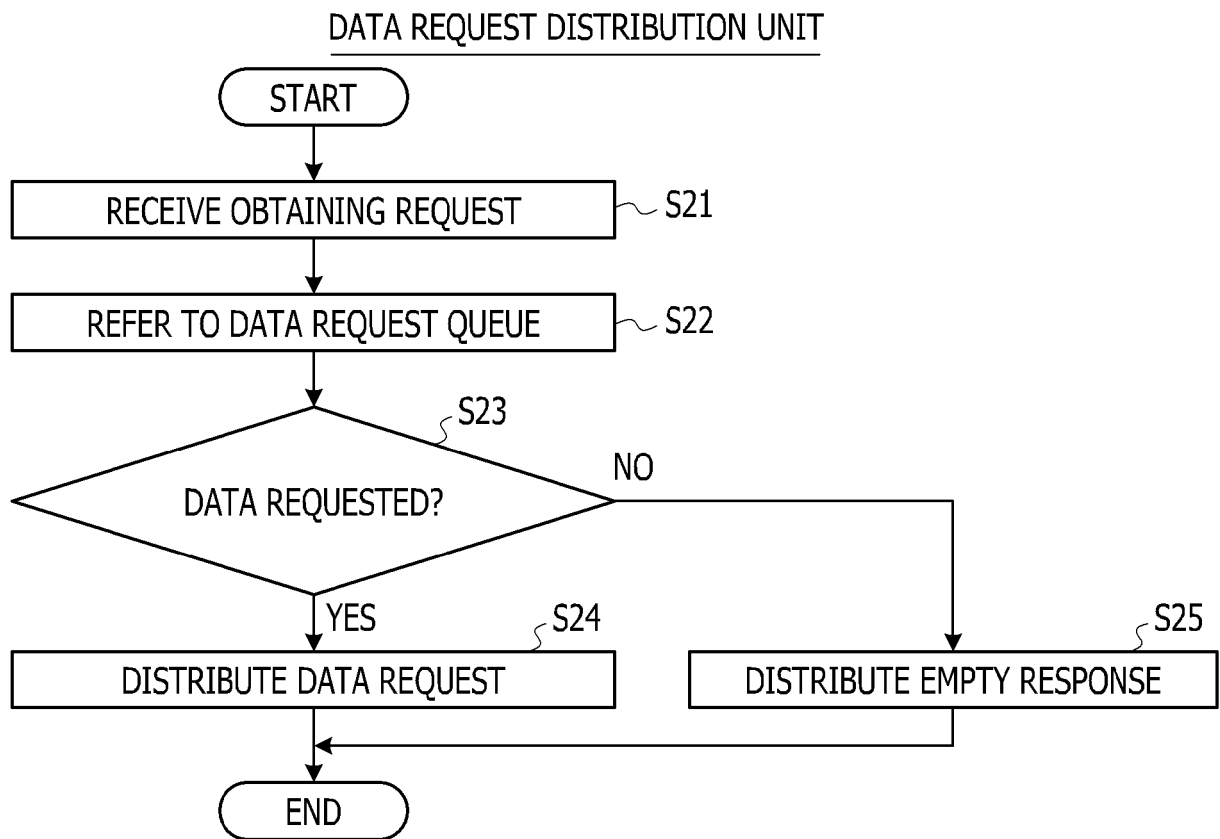 DATA REQUEST DISTRIBUTION UNIT
START
RECEIVE OBTAINING REQUEST
S21
REFER TO DATA REQUEST QUEUE
S22
S23
DATA REQUESTED?
NO
YES
S24
DISTRIBUTE DATA REQUEST
S25
DISTRIBUTE EMPTY RESPONSE
END